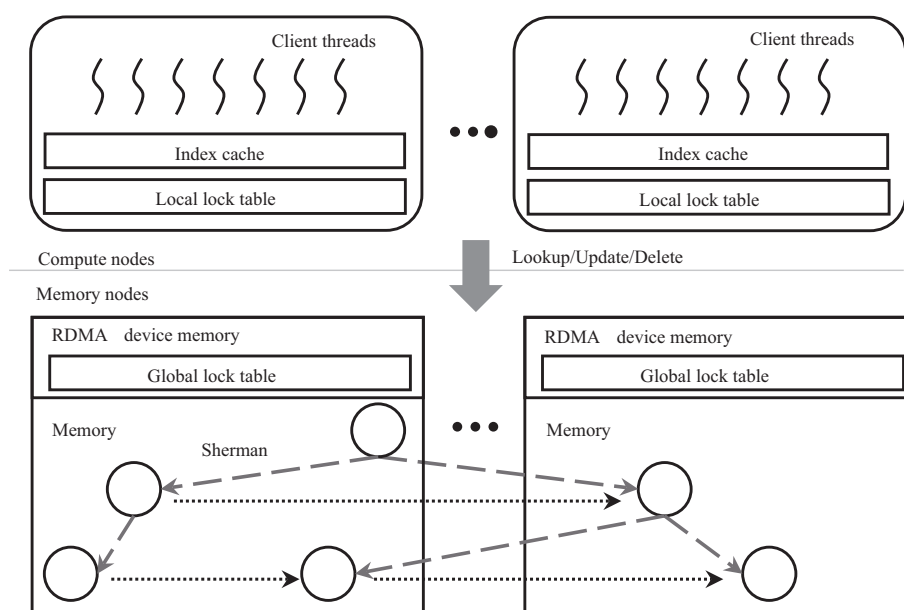 Client threads
Client threads
Index cache
Index cache
Local lock table
Local lock table
Compute nodes
Lookup/Update/Delete
Memory nodes
RDMA device memory
RDMA device memory
Global lock table
Global lock table
Memory
Memory
Sherman